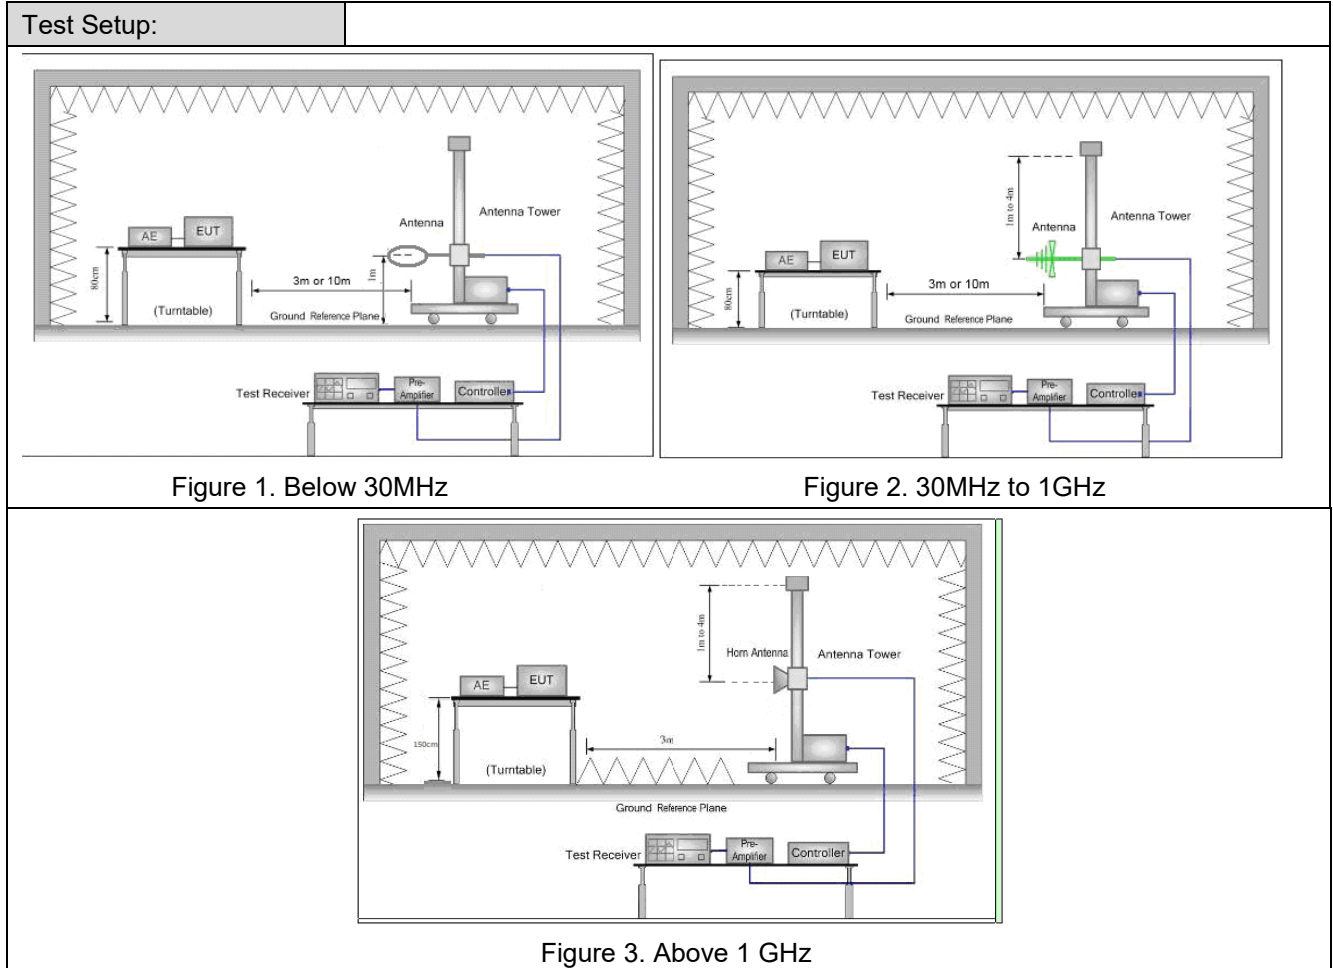 Test Setup:
AE
EUT
80cm
(Turntable)
3m or 10m
Ground Reference Plane
Antenna
1m
Antenna Tower
Test Receiver
Pre-
Amplifier
Controller
Figure 1. Below 30MHz
AE
EUT
80cm
(Turntable)
3m or 10m
Ground Reference Plane
1m to 4m
Antenna
Antenna Tower
Test Receiver
Pre-
Amplifier
Controller
Figure 2. 30MHz to 1GHz
AE
EUT
150cm
(Turntable)
3m
1m to 4m
Horn Antenna
Antenna Tower
Ground Reference Plane
Test Receiver
Pre-
Amplifier
Controller
Figure 3. Above 1 GHz